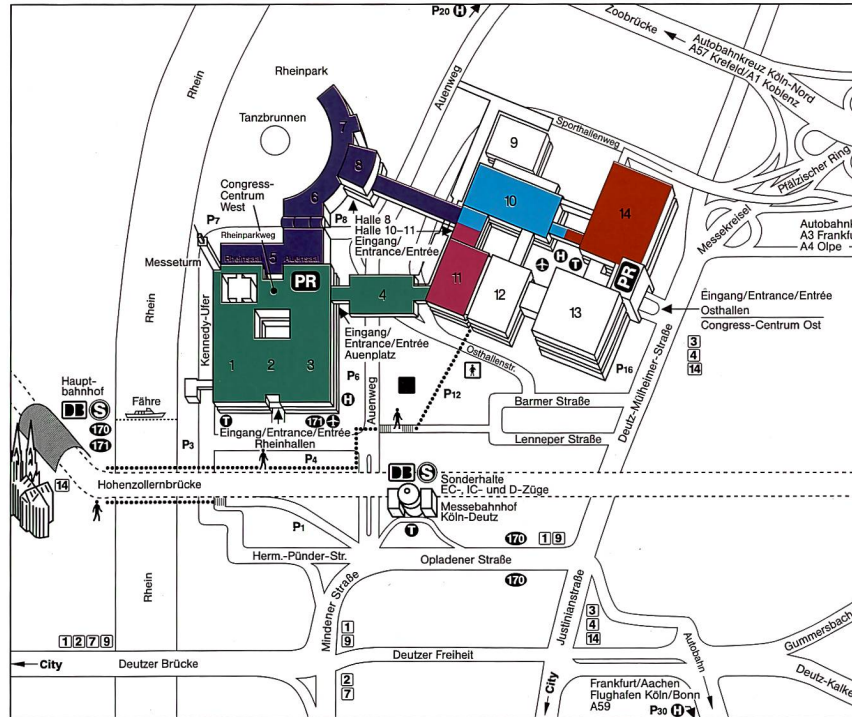 P20 H
Zoobrücke
Autobahnkreuz Köln-Nord
A57 Krefeld/A1 Koblenz
Rhein
Rheinpark
Auenweg
Tanzbrunnen
7
9
Sporthallenweg
Pfälzischer Ring
8
10
Congress-
Centrum
West
6
14
P7
P8
Halle 8
Halle 10–11
Eingang/
Entrance/Entrée
Messekreisel
Autobahn
A3 Frankfu
A4 Olpe
Rheinparkweg
H
T
Messeturm
Rheinsaal
5
Auensaal
PR
11
PR
4
12
13
Eingang/Entrance/Entrée
Osthallen
Congress-Centrum Ost
Rhein
Kennedy-Ufer
Eingang/
Entrance/Entrée
Auenplatz
Osthallenstr.
3
4
14
1
2
3
P6
P16
Haupt-
bahnhof
DB S
170
171
Fähre
H
Auenweg
P12
Barmer Straße
Deutz-Mülheimer-Straße
T
171
Eingang/Entrance/Entrée
Rheinhallen
Lenneper Straße
P3
P4
14
Hohenzollernbrücke
DB S
Sonderhalte
EC-, IC- und D-Züge
Messebahnhof
Köln-Deutz
P1
T
170
1 9
Herm.-Pünder-Str.
Opladener Straße
170
Rhein
Mindener Straße
Justinianstraße
3
4
14
1
9
1 2 7 9
City
Deutzer Brücke
Deutzer Freiheit
Autobahn
Gummersbach
2
7
City
Frankfurt/Aachen
Flughafen Köln/Bonn
A59
P30 H
Deutz-Kalke